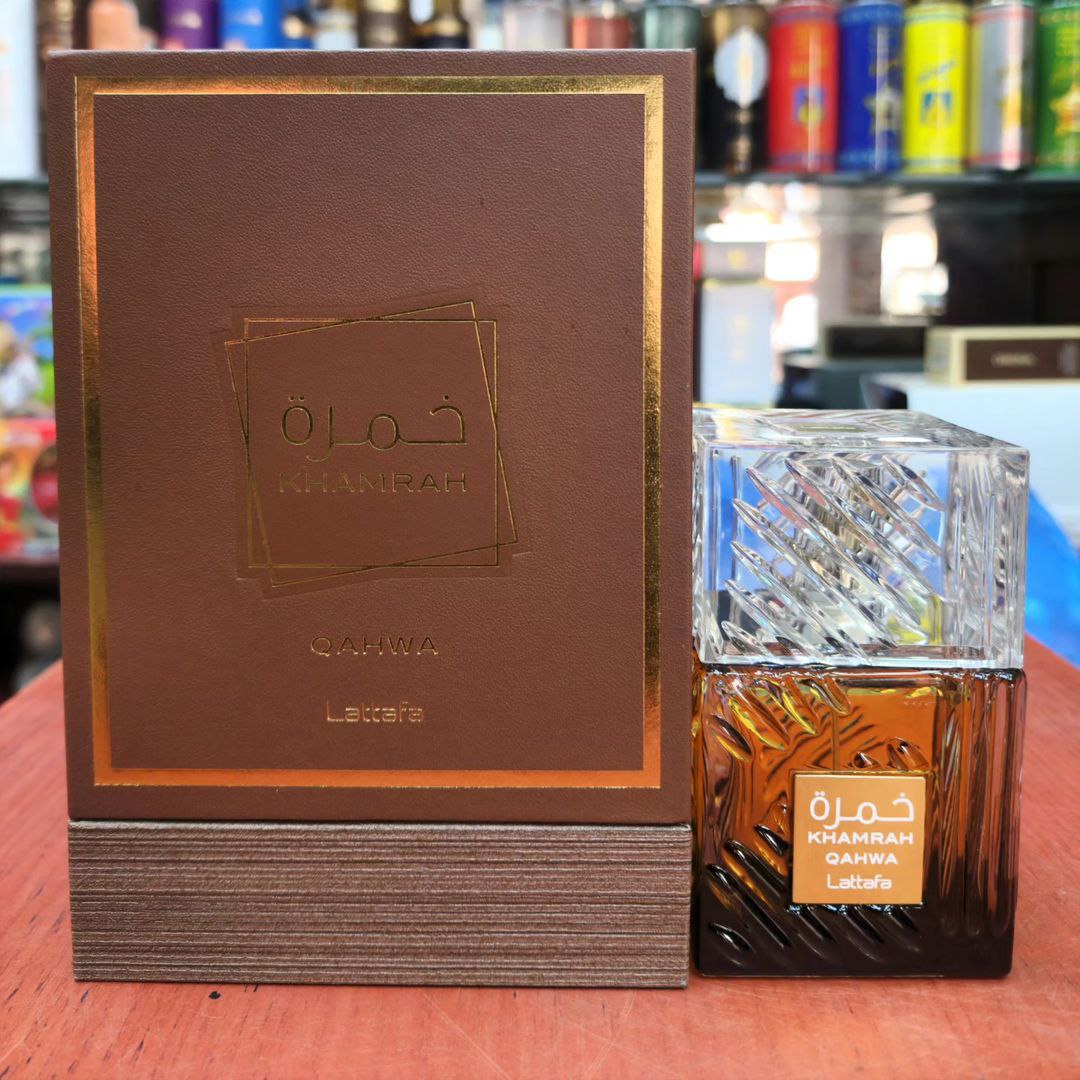 خمرة
KHAMRAH
QAHWA
Lattafa
خمرة
KHAMRAH
QAHWA
Lattafa